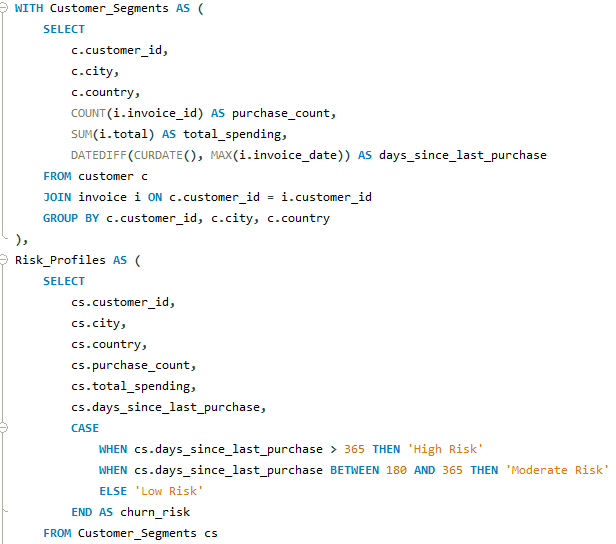 WITH Customer_Segments AS (
SELECT
c.customer_id,
c.city,
c.country,
COUNT(i.invoice_id) AS purchase_count,
SUM(i.total) AS total_spending,
DATEDIFF(CURDATE(), MAX(i.invoice_date)) AS days_since_last_purchase
FROM customer c
JOIN invoice i ON c.customer_id = i.customer_id
GROUP BY c.customer_id, c.city, c.country
),
Risk_Profiles AS (
SELECT
cs.customer_id,
cs.city,
cs.country,
cs.purchase_count,
cs.total_spending,
cs.days_since_last_purchase,
CASE
WHEN cs.days_since_last_purchase > 365 THEN 'High Risk'
WHEN cs.days_since_last_purchase BETWEEN 180 AND 365 THEN 'Moderate Risk'
ELSE 'Low Risk'
END AS churn_risk
FROM Customer_Segments cs